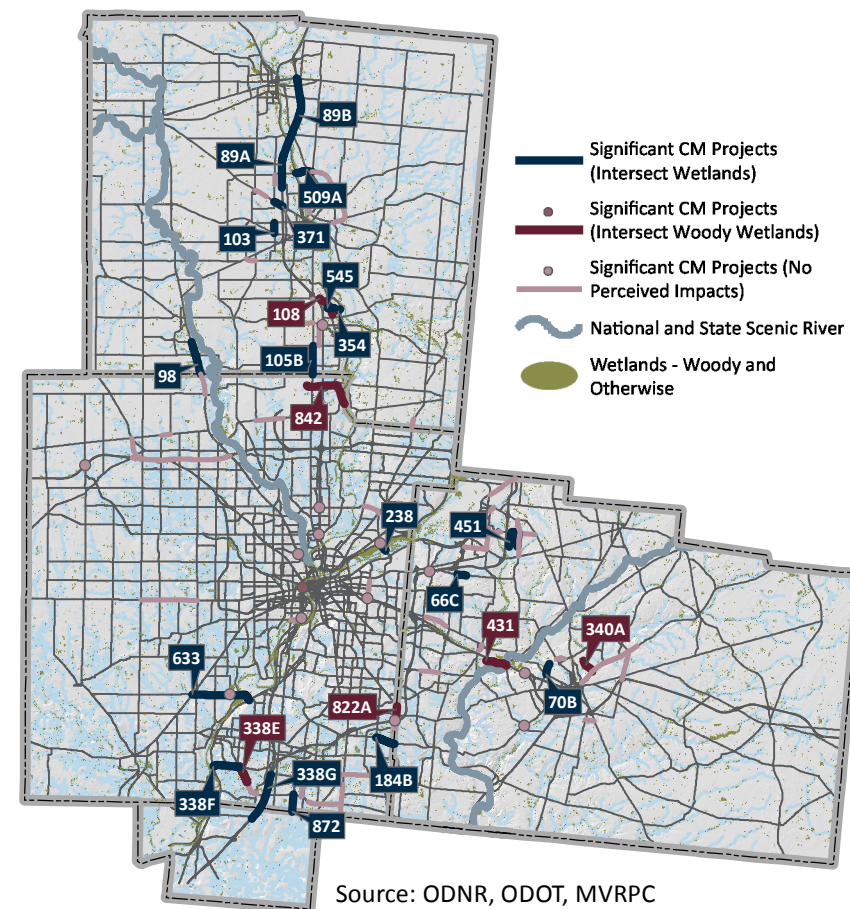 89B
89A
509A
103
371
545
108
354
105B
98
842
238
451
66C
431
340A
633
70B
822A
338E
338G
184B
338F
872
Significant CM Projects
(Intersect Wetlands)
Significant CM Projects
(Intersect Woody Wetlands)
Significant CM Projects (No
Perceived Impacts)
National and State Scenic River
Wetlands - Woody and
Otherwise
Source: ODNR, ODOT, MVRPC